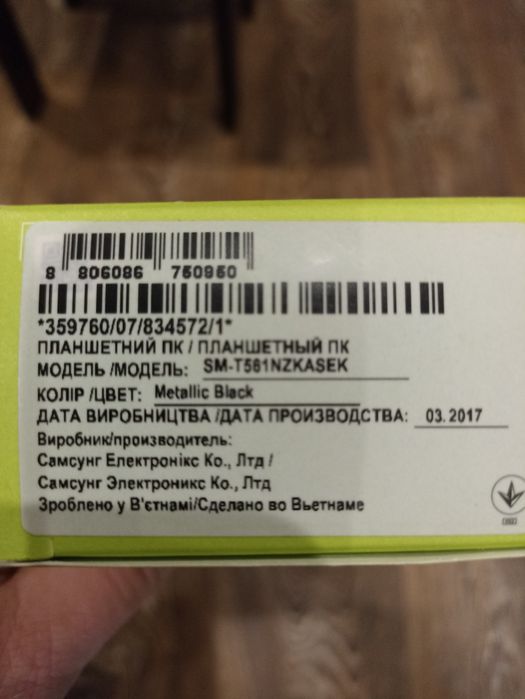 8 806086 750950
*359760/07/834572/1*
ПЛАНШЕТНИЙ ПК / ПЛАНШЕТНЫЙ ПК
МОДЕЛЬ /МОДЕЛЬ: SM-T561NZKASEK
КОЛІР /ЦВЕТ: Metallic Black
ДАТА ВИРОБНИЦТВА /ДАТА ПРОИЗВОДСТВА: 03.2017
Виробник/производитель:
Самсунг Електронікс Ко., Лтд /
Самсунг Электроникс Ко., Лтд
Зроблено у В'єтнамі/Сделано во Вьетнаме